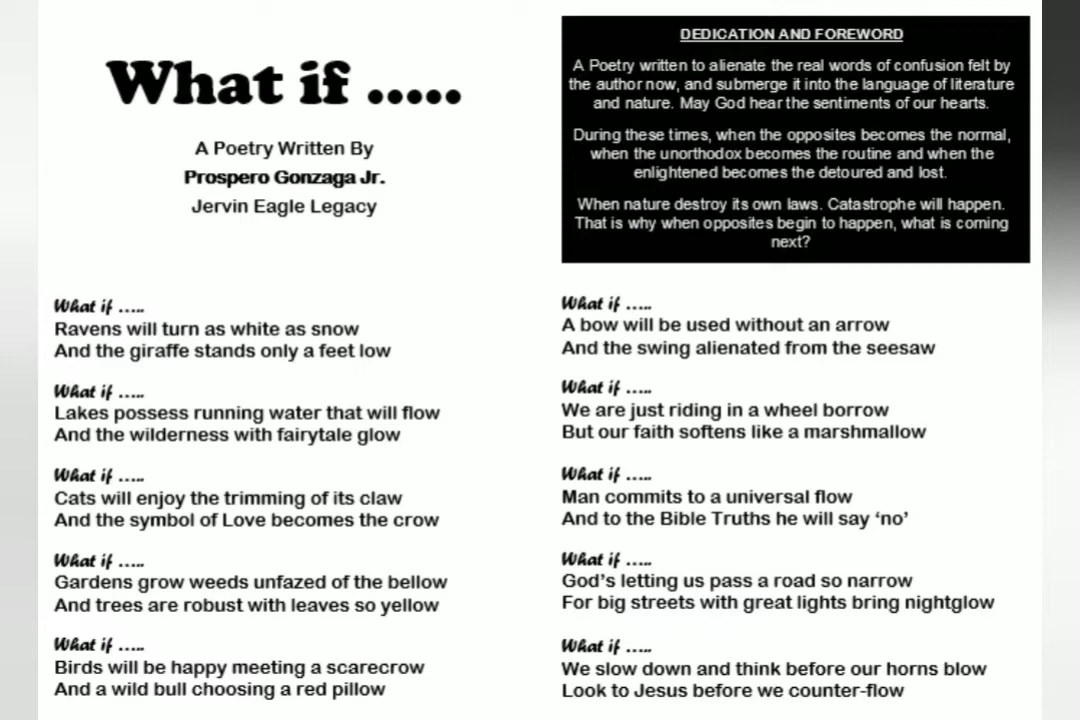 What if .....
A Poetry Written By
Prospero Gonzaga Jr.
Jervin Eagle Legacy
DEDICATION AND FOREWORD
A Poetry written to alienate the real words of confusion felt by
the author now, and submerge it into the language of literature
and nature. May God hear the sentiments of our hearts.
During these times, when the opposites becomes the normal,
when the unorthodox becomes the routine and when the
enlightened becomes the detoured and lost.
When nature destroy its own laws. Catastrophe will happen.
That is why when opposites begin to happen, what is coming
next?
What if .....
Ravens will turn as white as snow
And the giraffe stands only a feet low
What if .....
Lakes possess running water that will flow
And the wilderness with fairytale glow
What if .....
Cats will enjoy the trimming of its claw
And the symbol of Love becomes the crow
What if .....
Gardens grow weeds unfazed of the bellow
And trees are robust with leaves so yellow
What if .....
Birds will be happy meeting a scarecrow
And a wild bull choosing a red pillow
What if .....
A bow will be used without an arrow
And the swing alienated from the seesaw
What if .....
We are just riding in a wheel borrow
But our faith softens like a marshmallow
What if .....
Man commits to a universal flow
And to the Bible Truths he will say ‘no’
What if .....
God’s letting us pass a road so narrow
For big streets with great lights bring nightglow
What if .....
We slow down and think before our horns blow
Look to Jesus before we counter-flow